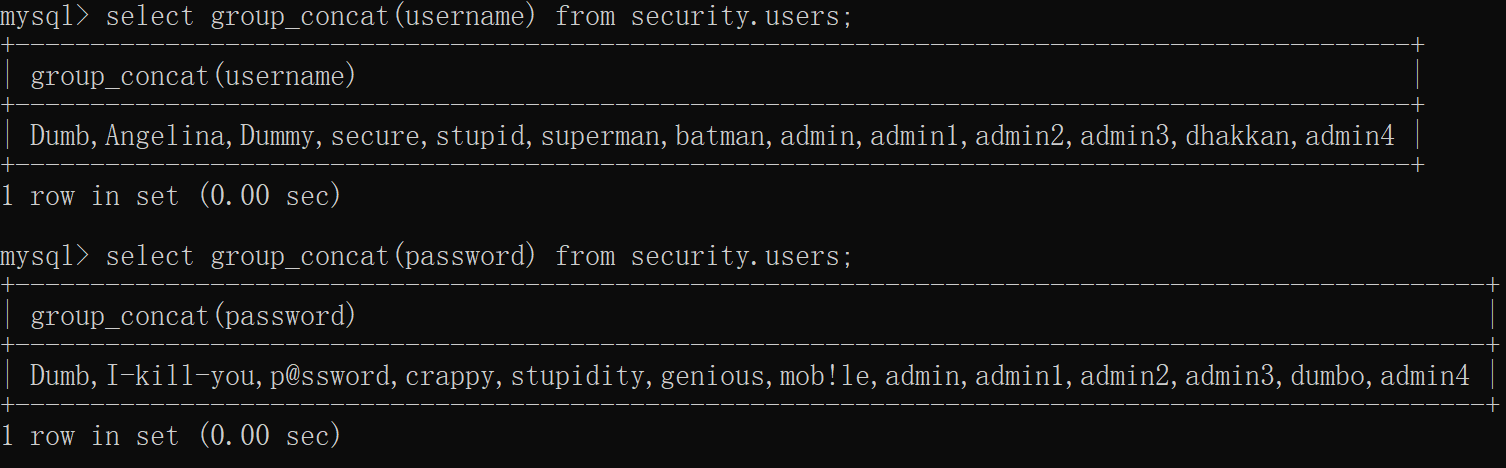 mysql> select group_concat(username) from security.users;
+--------------------------------------------------------------------------------------------+
| group_concat(username)                                                                     |
+--------------------------------------------------------------------------------------------+
| Dumb,Angelina,Dummy,secure,stupid,superman,batman,admin,admin1,admin2,admin3,dhakkan,admin4 |
+--------------------------------------------------------------------------------------------+
1 row in set (0.00 sec)
mysql> select group_concat(password) from security.users;
+-------------------------------------------------------------------------------------------------+
| group_concat(password)                                                                          |
+-------------------------------------------------------------------------------------------------+
| Dumb,I-kill-you,p@ssword,crappy,stupidity,genious,mob!le,admin,admin1,admin2,admin3,dumbo,admin4 |
+-------------------------------------------------------------------------------------------------+
1 row in set (0.00 sec)